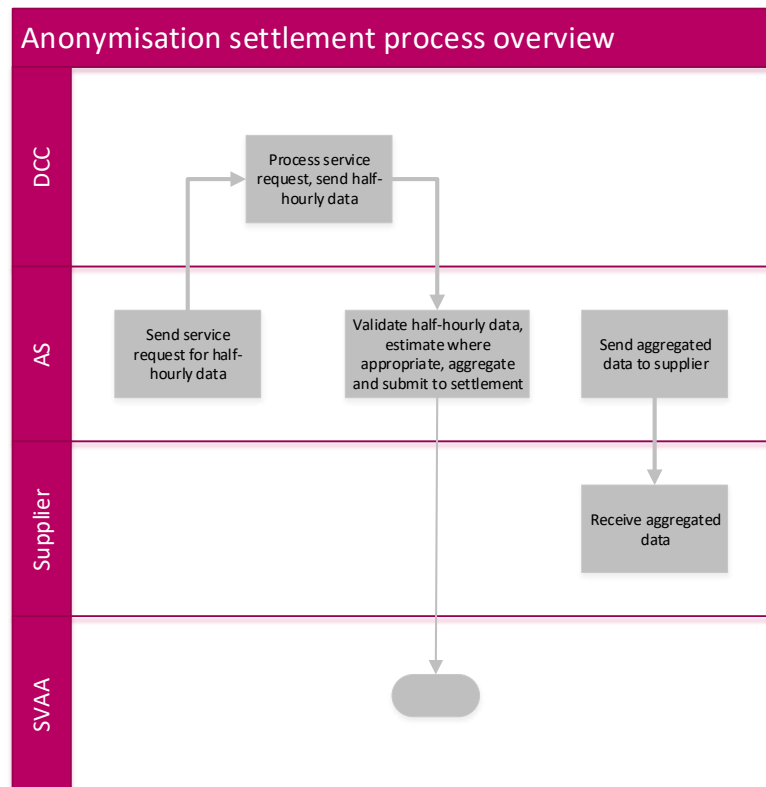 Anonymisation settlement process overview
DCC
Process service
request, send half-
hourly data
AS
Send service
request for half-
hourly data
Validate half-hourly data,
estimate where
appropriate, aggregate
and submit to settlement
Send aggregated
data to supplier
Supplier
Receive aggregated
data
SVAA